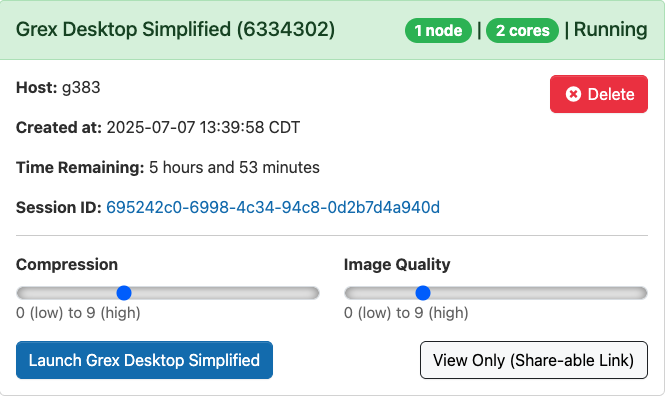 Grex Desktop Simplified (6334302) 1 node | 2 cores | Running
Host: g383
Delete
Created at: 2025-07-07 13:39:58 CDT
Time Remaining: 5 hours and 53 minutes
Session ID: 695242c0-6998-4c34-94c8-0d2b7d4a940d
Compression
0 (low) to 9 (high)
Image Quality
0 (low) to 9 (high)
Launch Grex Desktop Simplified
View Only (Share-able Link)